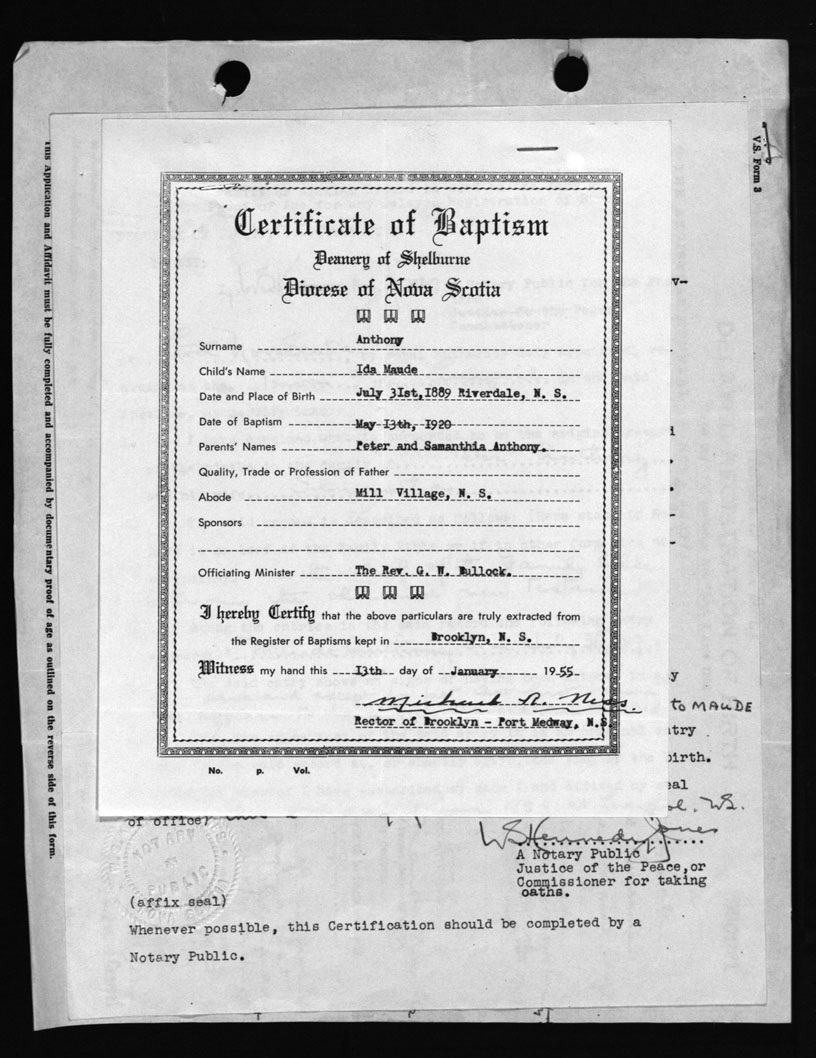 V.S. Form 3
This Application and Affidavit must be fully completed and accompanied by documentary proof of age as outlined on the reverse side of this form.
Certificate of Baptism
Deanery of Shelburne
Diocese of Nova Scotia
Surname Anthony
Child's Name Ida Maude
Date and Place of Birth July 31st, 1889 Riverdale, N. S.
Date of Baptism May 13th, 1920
Parents' Names Peter and Samanthia Anthony.
Quality, Trade or Profession of Father
Abode Mill Village, N. S.
Sponsors
Officiating Minister The Rev. G. W. Bullock.
I hereby Certify that the above particulars are truly extracted from
the Register of Baptisms kept in Brooklyn, N. S.
Witness my hand this 13th day of January 1955
Michael R. Ness.
Rector of Brooklyn - Port Medway, N.S.
No. p. Vol.
to MAUDE
birth.
of office)
W S Kennedy Jones
A Notary Public
Justice of the Peace, or
Commissioner for taking
oaths.
NOTARY
PUBLIC
(affix seal)
Whenever possible, this Certification should be completed by a
Notary Public.